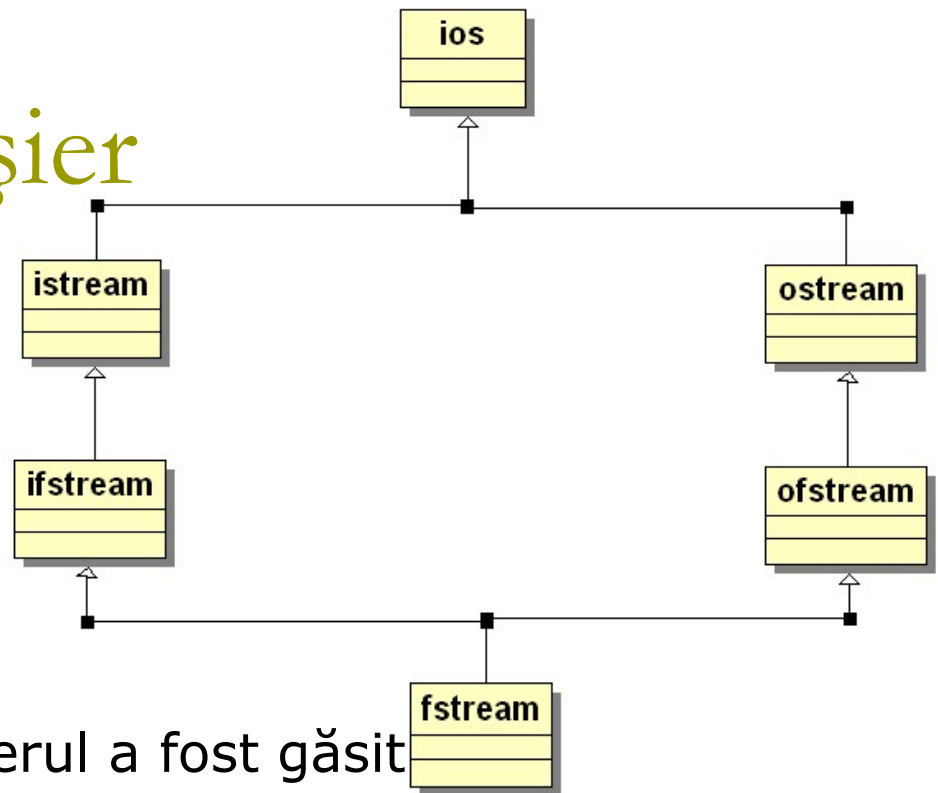 ios
şier
istream
ostream
ifstream
ofstream
fstream
erul a fost găsit